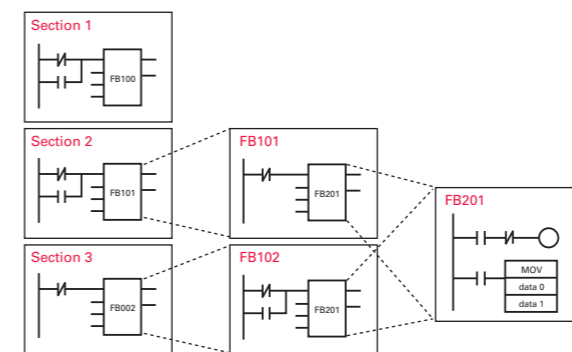 Section 1
FB100
Section 2
FB101
FB101
FB201
Section 3
FB002
FB102
FB201
FB201
MOV
data 0
data 1